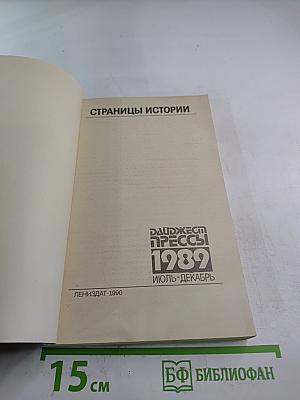 СТРАНИЦЫ ИСТОРИИ
ДАЙДЖЕСТ
ПРЕССЫ
1989
ИЮЛЬ-ДЕКАБРЬ
ЛЕНИЗДАТ·1990
15 см
БФ БИБЛИОФАН